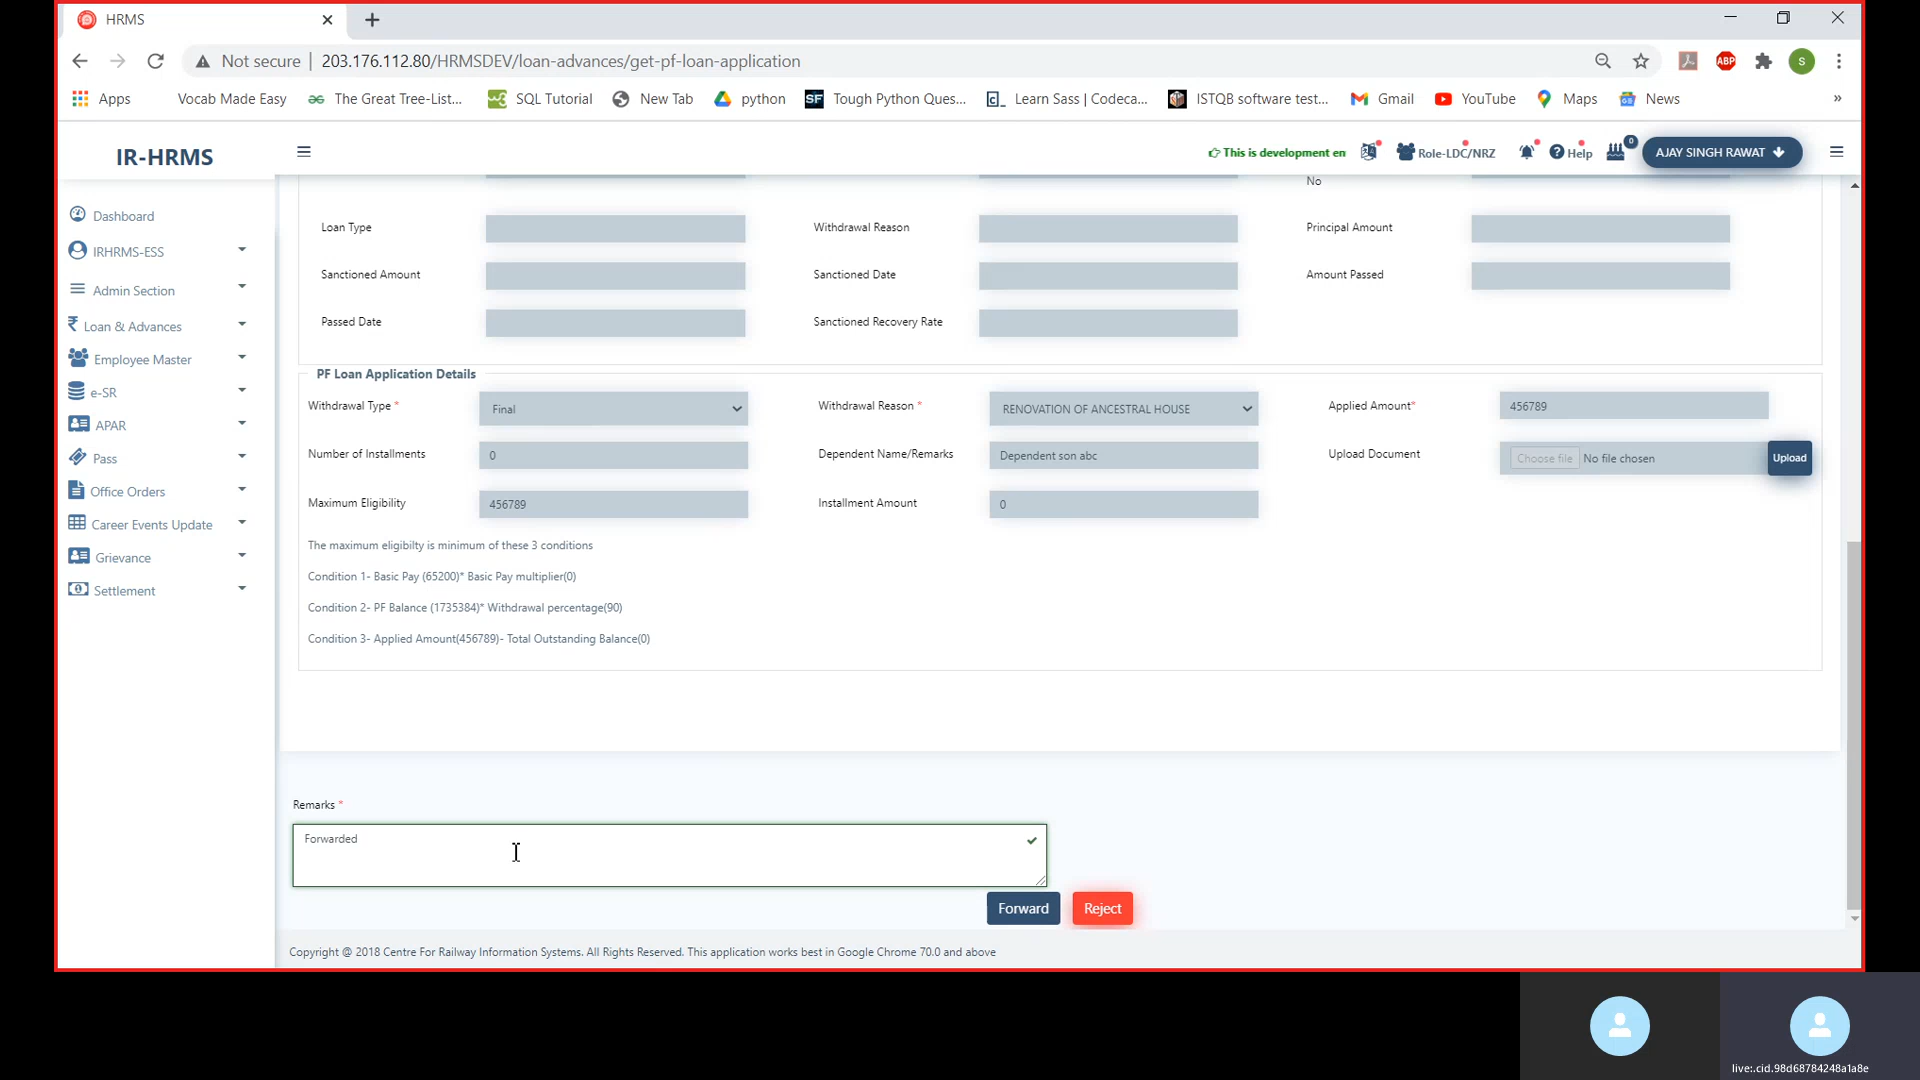 HRMS
Not secure | 203.176.112.80/HRMSDEV/loan-advances/get-pf-loan-application
ABP
S
Apps
Vocab Made Easy
The Great Tree-List...
SQL Tutorial
New Tab
python
SF Tough Python Ques...
Learn Sass | Codeca...
ISTQB software test...
Gmail
YouTube
Maps
News
IR-HRMS
This is development en
Role-LDC/NRZ
Help
0
AJAY SINGH RAWAT
Dashboard
IRHRMS-ESS
Admin Section
Loan & Advances
Employee Master
e-SR
APAR
Pass
Office Orders
Career Events Update
Grievance
Settlement
No
Loan Type
Withdrawal Reason
Principal Amount
Sanctioned Amount
Sanctioned Date
Amount Passed
Passed Date
Sanctioned Recovery Rate
PF Loan Application Details
Withdrawal Type * Final
Withdrawal Reason * RENOVATION OF ANCESTRAL HOUSE
Applied Amount* 456789
Number of Installments 0
Dependent Name/Remarks Dependent son abc
Upload Document Choose file No file chosen Upload
Maximum Eligibility 456789
Installment Amount 0
The maximum eligibilty is minimum of these 3 conditions
Condition 1- Basic Pay (65200)* Basic Pay multiplier(0)
Condition 2- PF Balance (1735384)* Withdrawal percentage(90)
Condition 3- Applied Amount(456789)- Total Outstanding Balance(0)
Remarks *
Forwarded
Forward
Reject
Copyright @ 2018 Centre For Railway Information Systems. All Rights Reserved. This application works best in Google Chrome 70.0 and above
live:.cid.98d68784248a1a8e